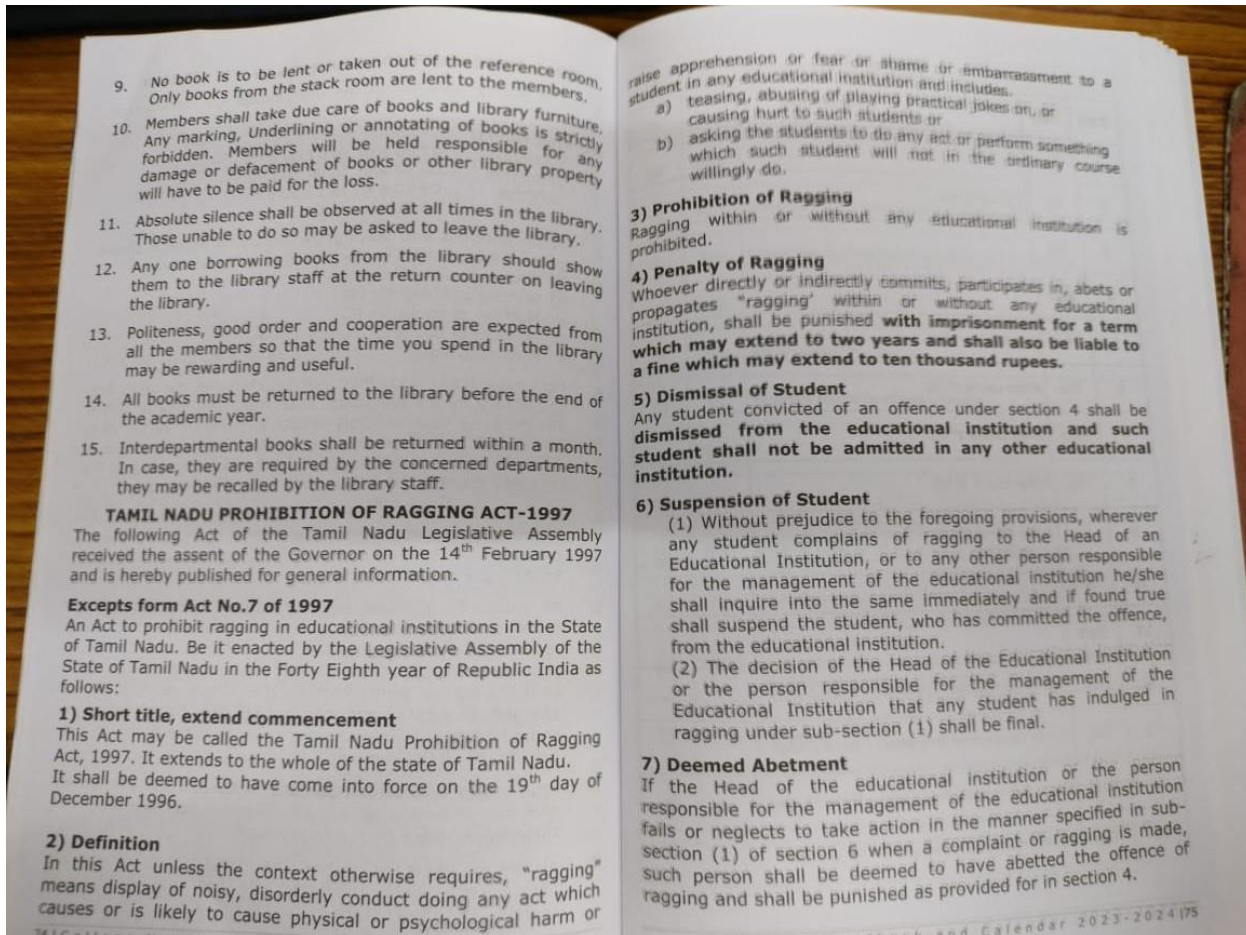 9. No book is to be lent or taken out of the reference room.
Only books from the stack room are lent to the members.
10. Members shall take due care of books and library furniture.
Any marking, Underlining or annotating of books is strictly
forbidden. Members will be held responsible for any
damage or defacement of books or other library property
will have to be paid for the loss.
11. Absolute silence shall be observed at all times in the library.
Those unable to do so may be asked to leave the library.
12. Any one borrowing books from the library should show
them to the library staff at the return counter on leaving
the library.
13. Politeness, good order and cooperation are expected from
all the members so that the time you spend in the library
may be rewarding and useful.
14. All books must be returned to the library before the end of
the academic year.
15. Interdepartmental books shall be returned within a month.
In case, they are required by the concerned departments,
they may be recalled by the library staff.
TAMIL NADU PROHIBITION OF RAGGING ACT-1997
The following Act of the Tamil Nadu Legislative Assembly
received the assent of the Governor on the 14th February 1997
and is hereby published for general information.
Excepts form Act No.7 of 1997
An Act to prohibit ragging in educational institutions in the State
of Tamil Nadu. Be it enacted by the Legislative Assembly of the
State of Tamil Nadu in the Forty Eighth year of Republic India as
follows:
1) Short title, extend commencement
This Act may be called the Tamil Nadu Prohibition of Ragging
Act, 1997. It extends to the whole of the state of Tamil Nadu.
It shall be deemed to have come into force on the 19th day of
December 1996.
2) Definition
In this Act unless the context otherwise requires, "ragging"
means display of noisy, disorderly conduct doing any act which
causes or is likely to cause physical or psychological harm or
raise apprehension or fear or shame or embarrassment to a
student in any educational institution and includes.
a) teasing, abusing of playing practical jokes on, or
causing hurt to such students or
b) asking the students to do any act or perform something
which such student will not in the ordinary course
willingly do.
3) Prohibition of Ragging
Ragging within or without any educational institution is
prohibited.
4) Penalty of Ragging
Whoever directly or indirectly commits, participates in, abets or
propagates "ragging' within or without any educational
institution, shall be punished with imprisonment for a term
which may extend to two years and shall also be liable to
a fine which may extend to ten thousand rupees.
5) Dismissal of Student
Any student convicted of an offence under section 4 shall be
dismissed from the educational institution and such
student shall not be admitted in any other educational
institution.
6) Suspension of Student
(1) Without prejudice to the foregoing provisions, wherever
any student complains of ragging to the Head of an
Educational Institution, or to any other person responsible
for the management of the educational institution he/she
shall inquire into the same immediately and if found true
shall suspend the student, who has committed the offence,
from the educational institution.
(2) The decision of the Head of the Educational Institution
or the person responsible for the management of the
Educational Institution that any student has indulged in
ragging under sub-section (1) shall be final.
7) Deemed Abetment
If the Head of the educational institution or the person
responsible for the management of the educational institution
fails or neglects to take action in the manner specified in sub-
section (1) of section 6 when a complaint or ragging is made,
such person shall be deemed to have abetted the offence of
ragging and shall be punished as provided for in section 4.
and Calendar 2023-2024|75